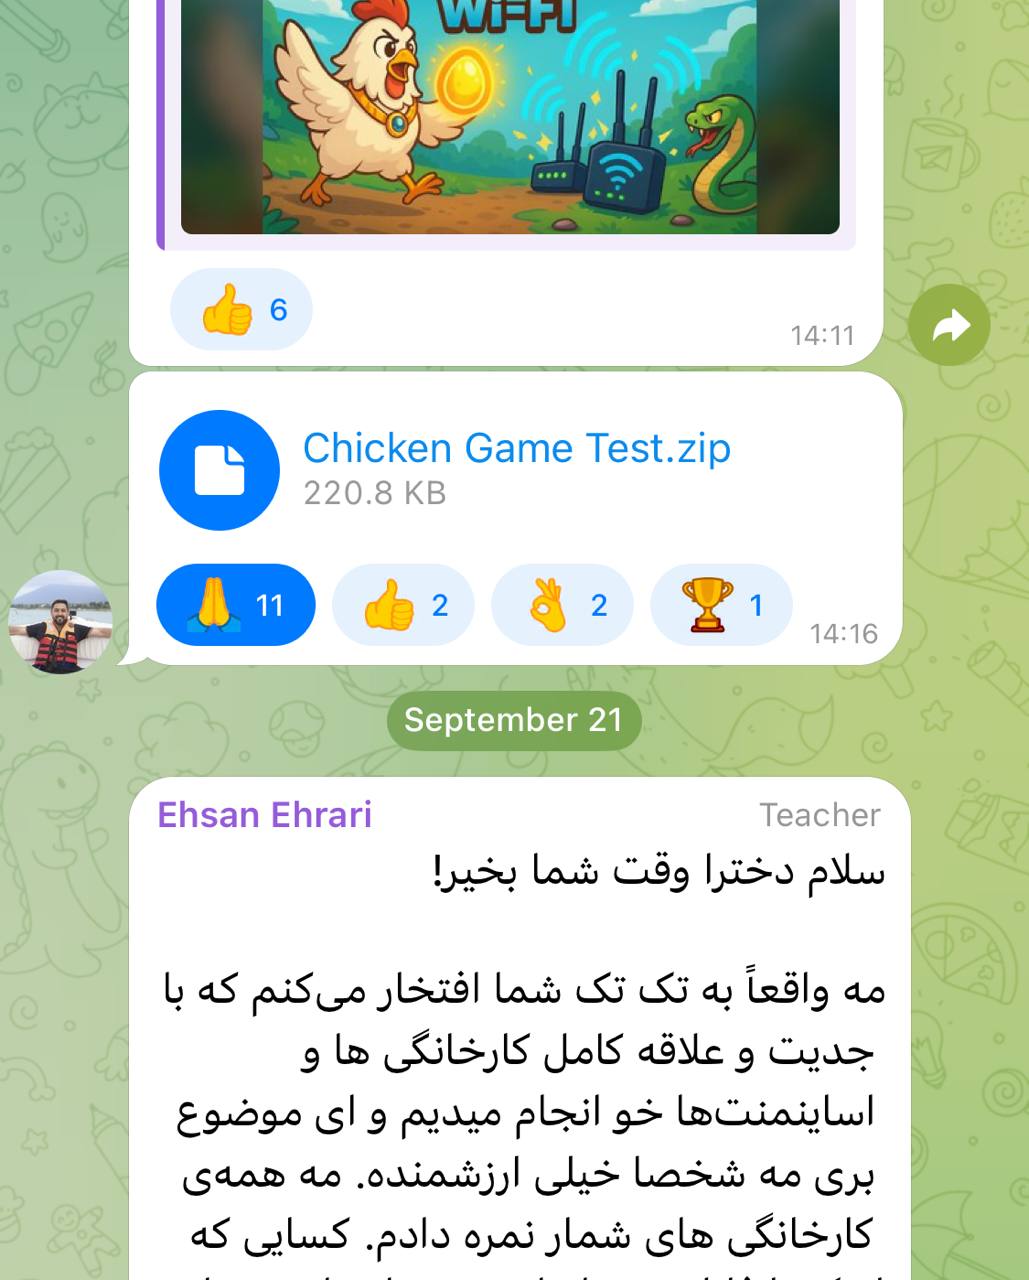 Wi-Fi
6
14:11
Chicken Game Test.zip
220.8 KB
11
2
2
1
14:16
September 21
Ehsan Ehrari
Teacher
سلام دخترا وقت شما بخیر!
مه واقعاً به تک تک شما افتخار می‌کنم که با
جدیت و علاقه کامل کارخانگی ها و
اساینمنت‌ها خو انجام میدیم و ای موضوع
بری مه شخصا خیلی ارزشمنده. مه همه‌ی
کارخانگی های شمار نمره دادم. کسایی که